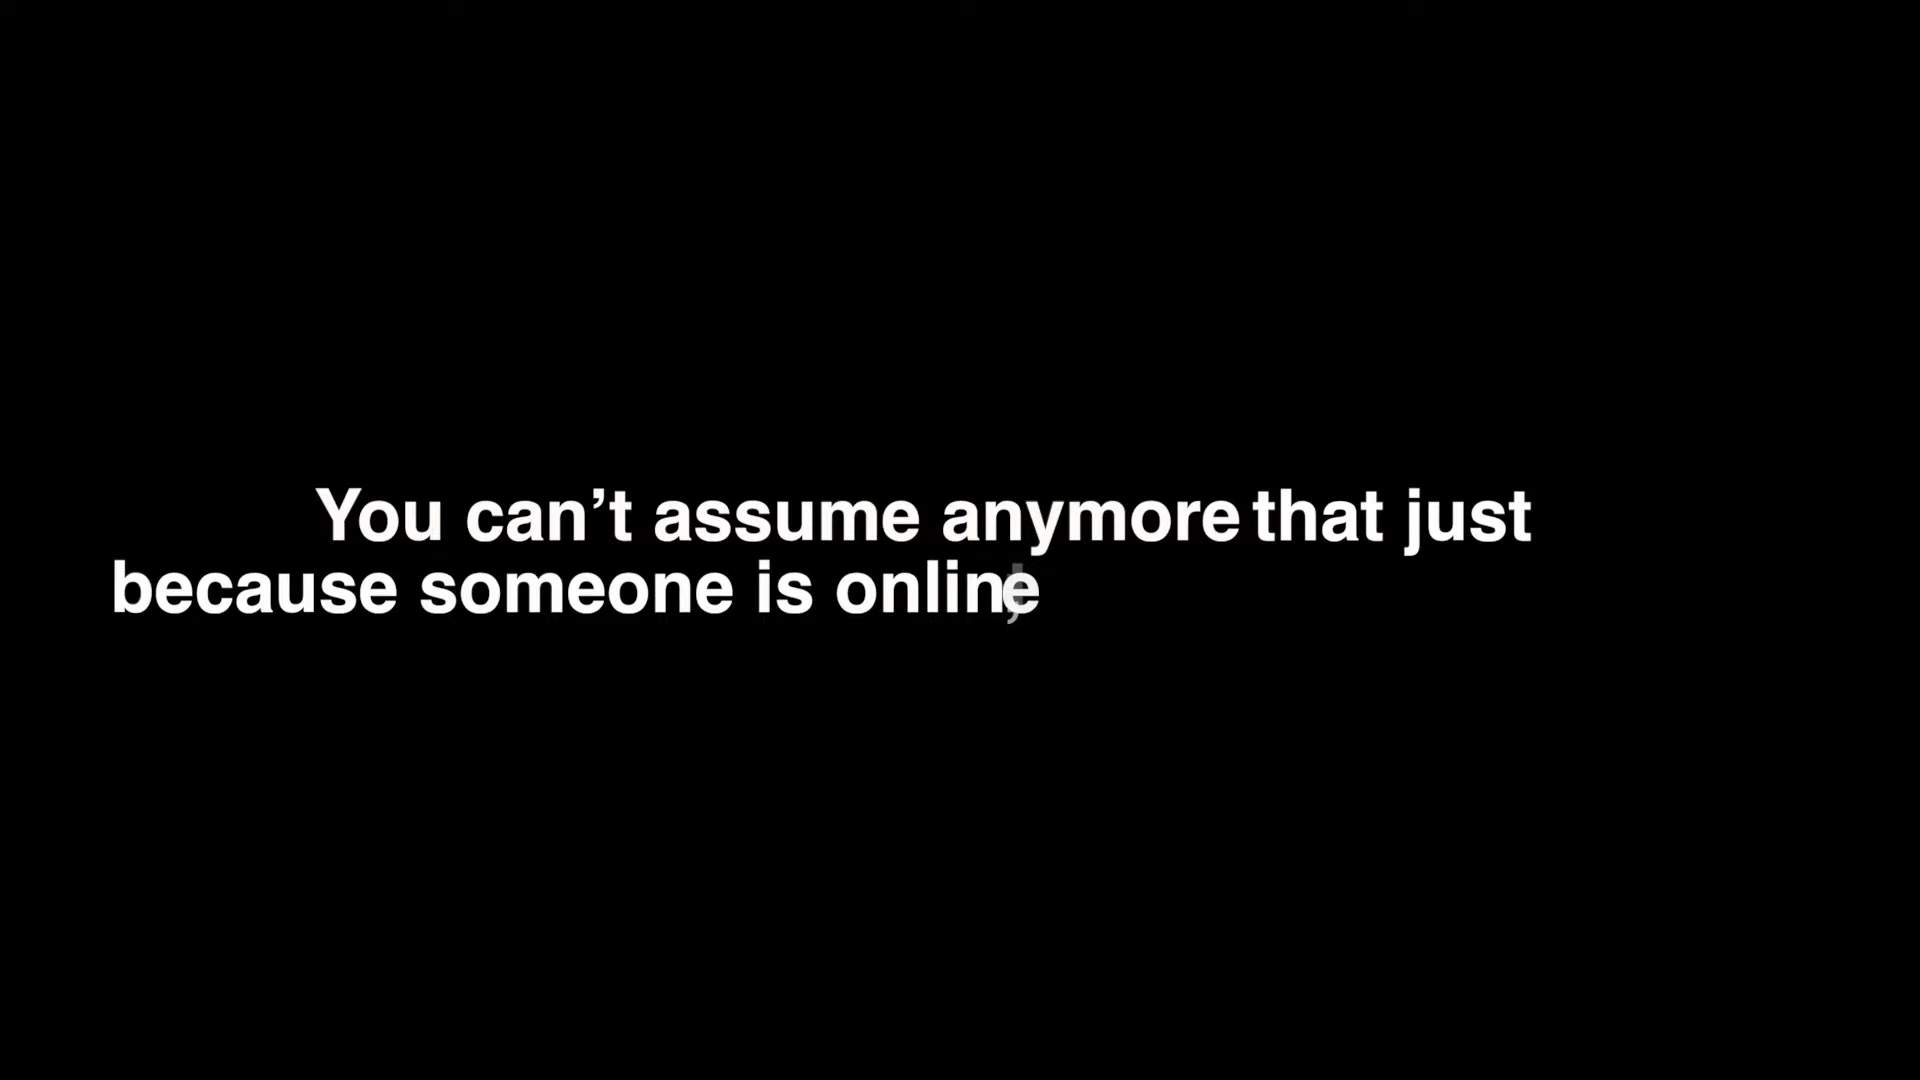 You can’t assume anymore that just
because someone is online,